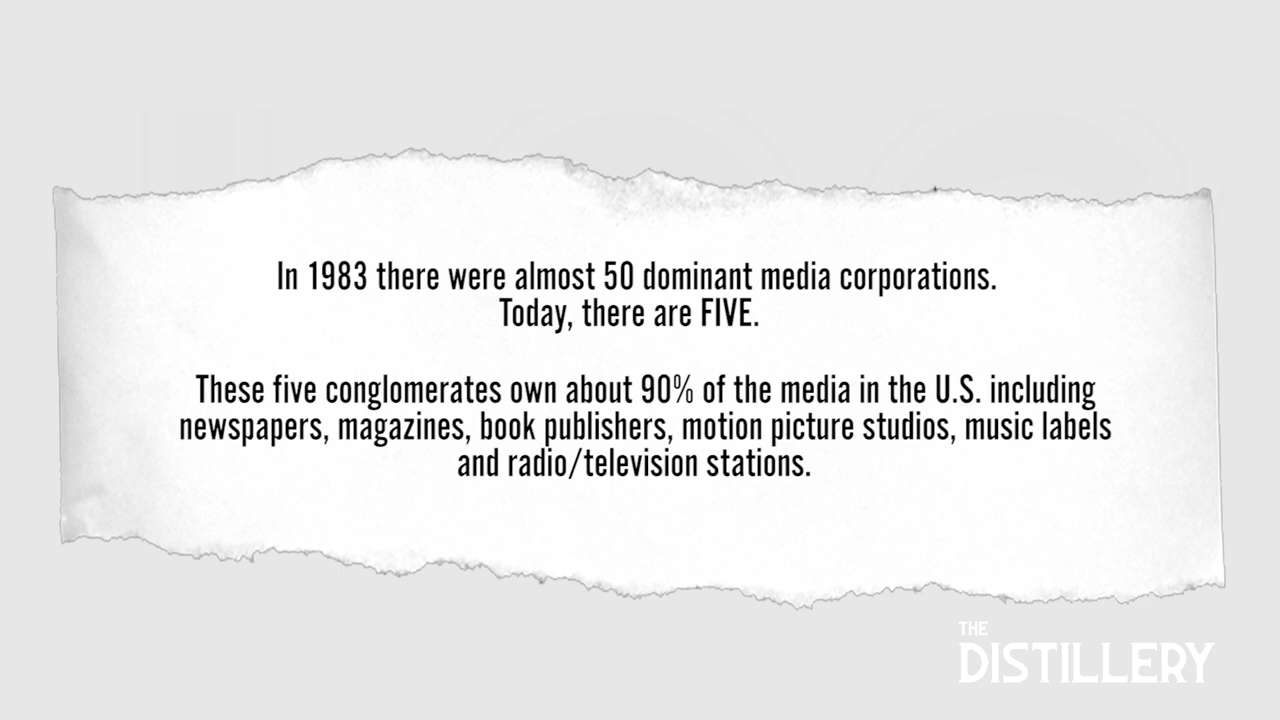 In 1983 there were almost 50 dominant media corporations.
Today, there are FIVE.
These five conglomerates own about 90% of the media in the U.S. including
newspapers, magazines, book publishers, motion picture studios, music labels
and radio/television stations.
THE
DISTILLERY